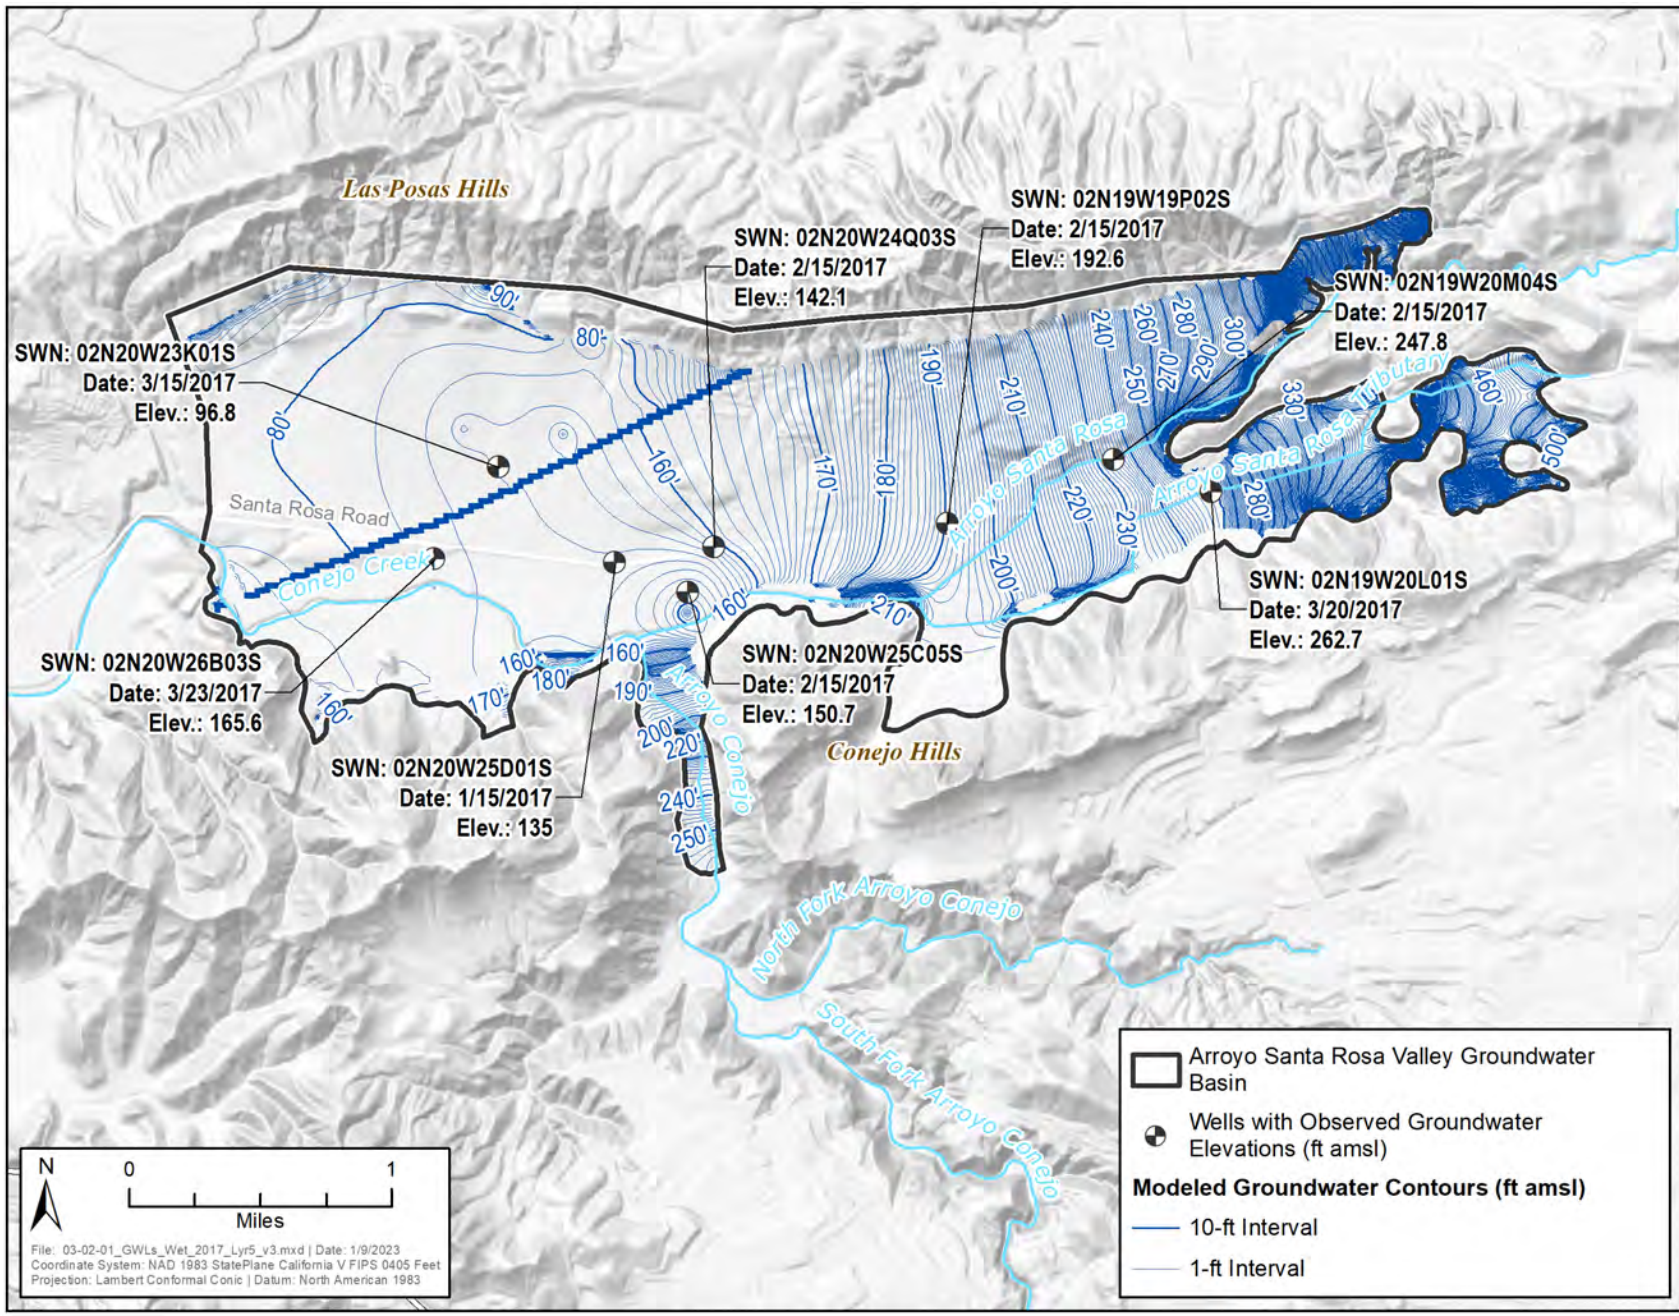 Las Posas Hills
SWN: 02N19W19P02S
Date: 2/15/2017
Elev.: 192.6
SWN: 02N20W24Q03S
Date: 2/15/2017
Elev.: 142.1
SWN: 02N19W20M04S
Date: 2/15/2017
Elev.: 247.8
SWN: 02N20W23K01S
Date: 3/15/2017
Elev.: 96.8
90'
80'
80'
160'
170'
180'
190'
210'
240'
260'
280'
300'
250'
270'
290'
220'
230'
200'
330'
280'
460'
500'
Arroyo Santa Rosa
Arroyo Santa Rosa Tributary
Santa Rosa Road
Conejo Creek
SWN: 02N19W20L01S
Date: 3/20/2017
Elev.: 262.7
160'
210'
160'
160'
180'
170'
160'
190'
200'
220'
240'
250'
Arroyo Conejo
SWN: 02N20W26B03S
Date: 3/23/2017
Elev.: 165.6
SWN: 02N20W25C05S
Date: 2/15/2017
Elev.: 150.7
SWN: 02N20W25D01S
Date: 1/15/2017
Elev.: 135
Conejo Hills
North Fork Arroyo Conejo
South Fork Arroyo Conejo
N
0 1
Miles
File: 03-02-01_GWLs_Wet_2017_Lyr5_v3.mxd | Date: 1/9/2023
Coordinate System: NAD 1983 StatePlane California V FIPS 0405 Feet
Projection: Lambert Conformal Conic | Datum: North American 1983
Arroyo Santa Rosa Valley Groundwater
Basin
Wells with Observed Groundwater
Elevations (ft amsl)
Modeled Groundwater Contours (ft amsl)
10-ft Interval
1-ft Interval